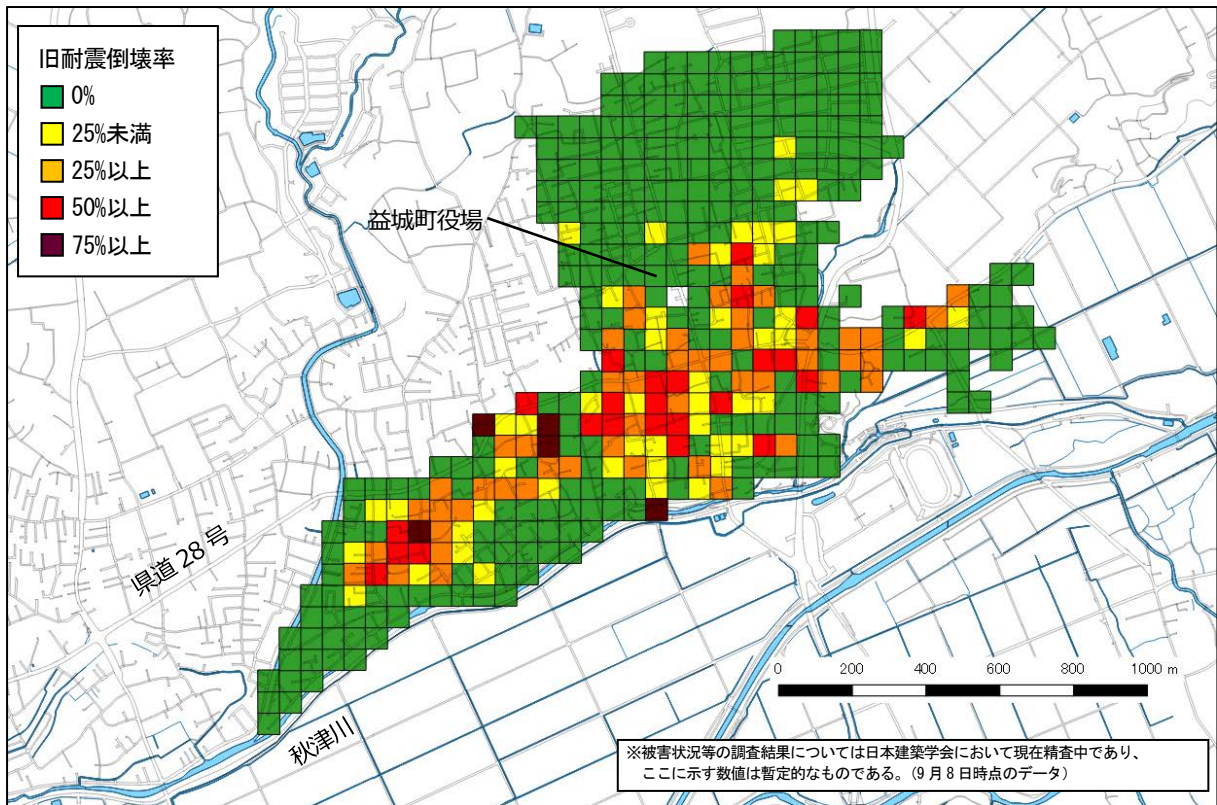 旧耐震倒壊率
0%
25%未満
25%以上
50%以上
75%以上
益城町役場
県道28号
秋津川
0 200 400 600 800 1000 m
※被害状況等の調査結果については日本建築学会において現在精査中であり、
ここに示す数値は暫定的なものである。(9月8日時点のデータ)